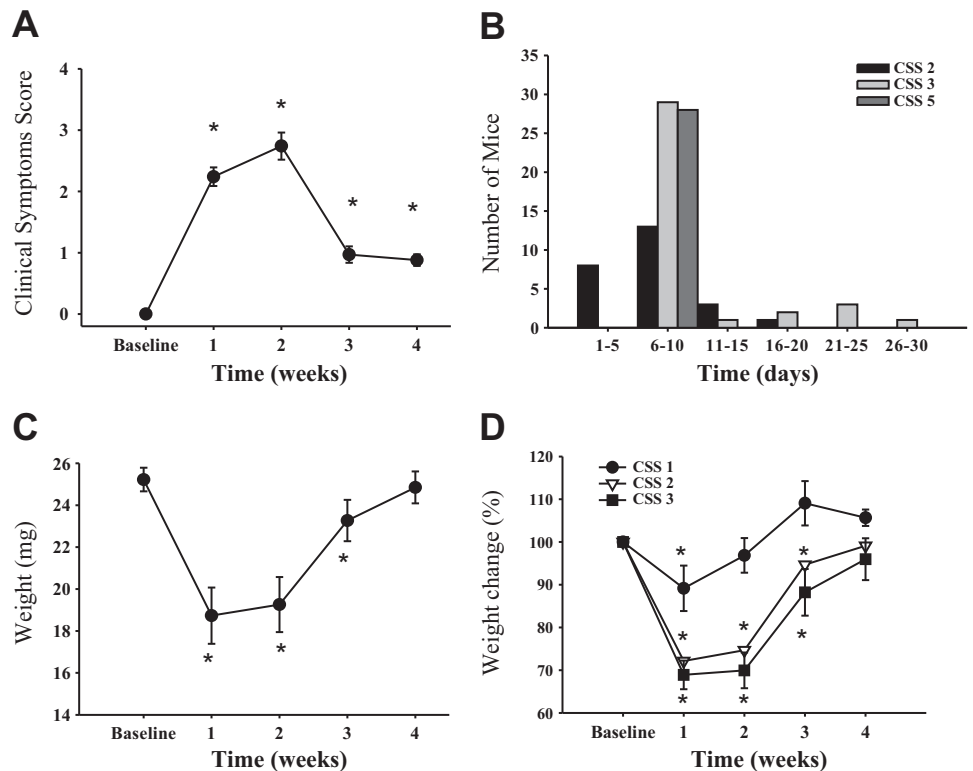 A
Clinical Symptoms Score
4
3
2
1
0
*
*
*
*
Baseline 1 2 3 4
Time (weeks)
B
Number of Mice
35
30
25
20
15
10
5
0
CSS 2
CSS 3
CSS 5
1-5 6-10 11-15 16-20 21-25 26-30
Time (days)
C
Weight (mg)
26
24
22
20
18
16
14
*
*
*
Baseline 1 2 3 4
Time (weeks)
D
Weight change (%)
120
110
100
90
80
70
60
CSS 1
CSS 2
CSS 3
*
*
*
*
*
*
*
Baseline 1 2 3 4
Time (weeks)